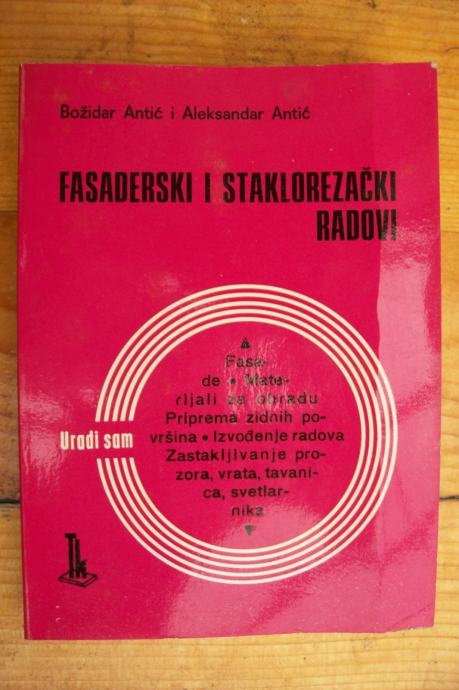 Božidar Antić i Aleksandar Antić
FASADERSKI I STAKLOREZAČKI
RADOVI
Fasa-
de • Mate-
rijali za obradu
Priprema zidnih po-
vršina • Izvođenje radova
Zastakljlvanje pro-
zora, vrata, tavani-
ca, svetlar-
nika
Uradi sam
Tk